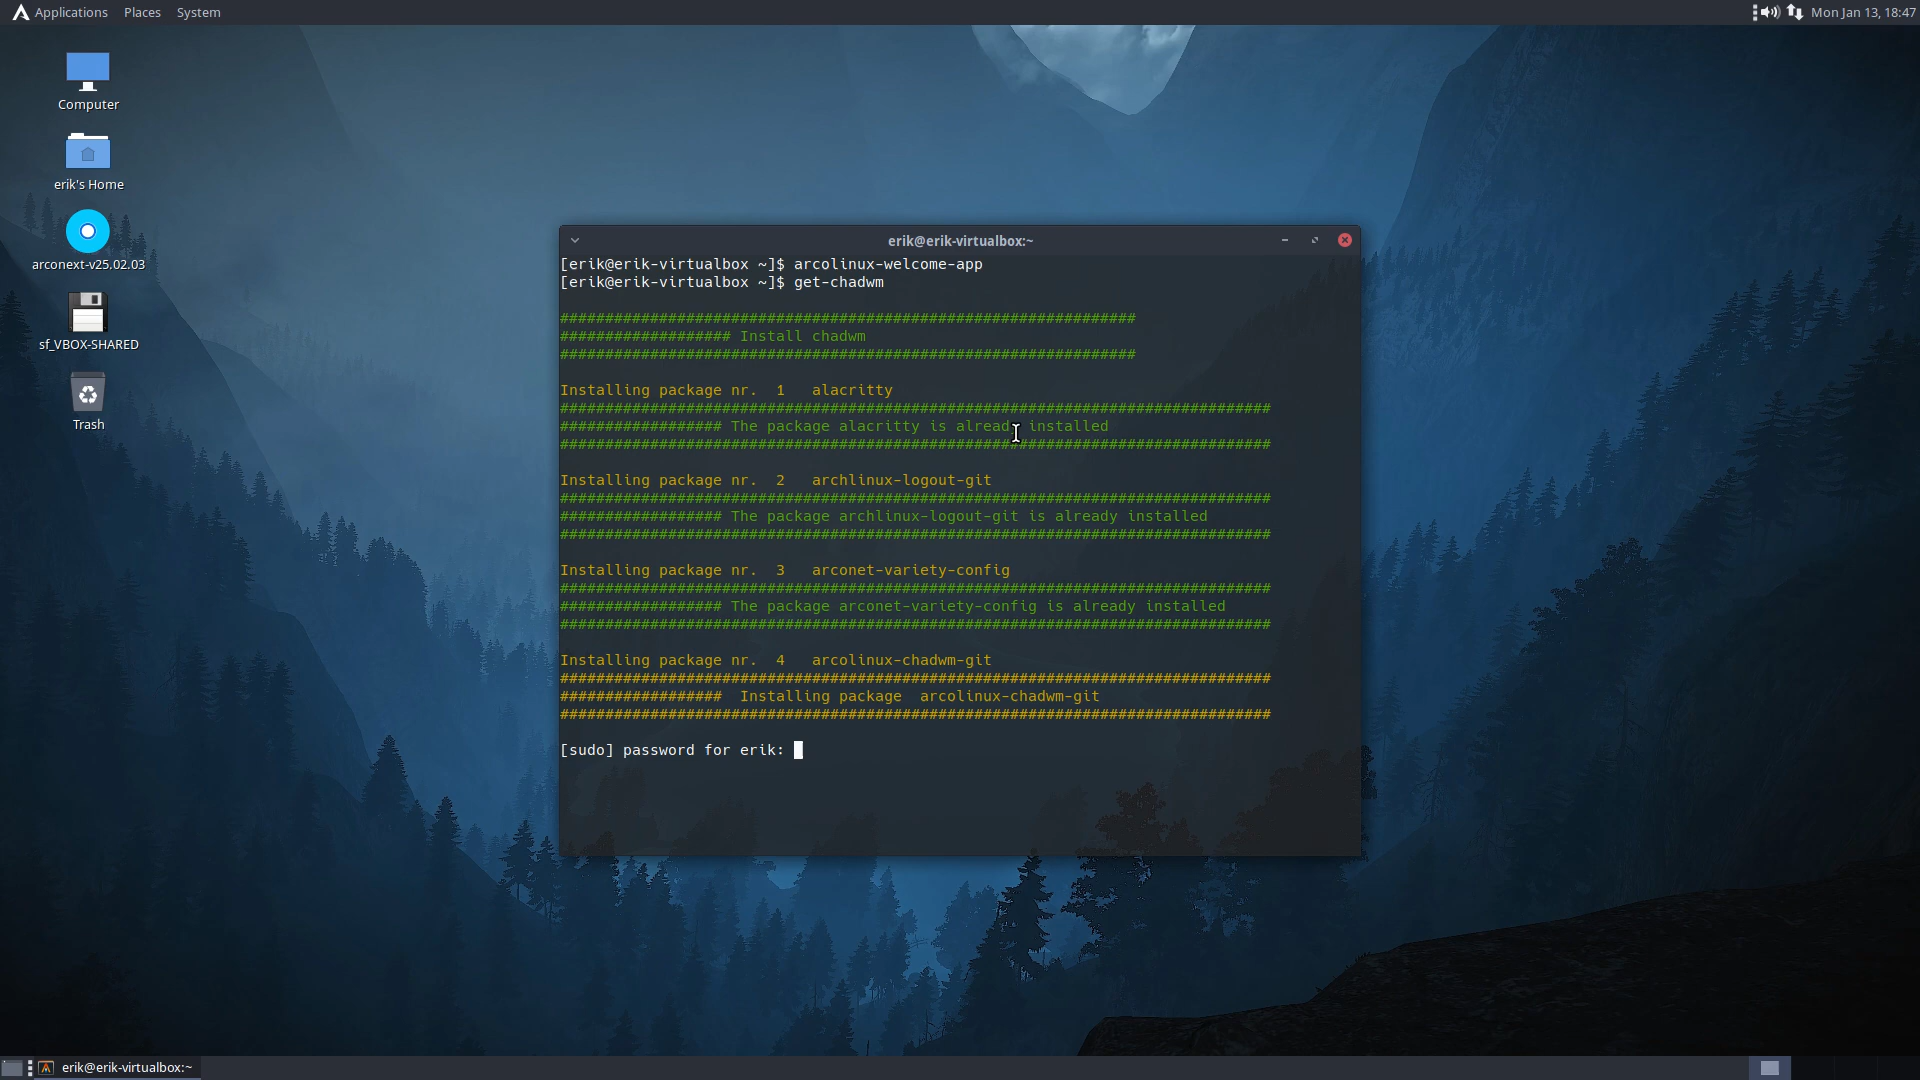 Applications Places System Mon Jan 13, 18:47
Computer
erik's Home
arconext-v25.02.03
sf_VBOX-SHARED
Trash
erik@erik-virtualbox:~
[erik@erik-virtualbox ~]$ arcolinux-welcome-app
[erik@erik-virtualbox ~]$ get-chadwm
################################################################
################### Install chadwm
################################################################
Installing package nr.  1   alacritty
###############################################################################
################## The package alacritty is already installed
###############################################################################
Installing package nr.  2   archlinux-logout-git
###############################################################################
################## The package archlinux-logout-git is already installed
###############################################################################
Installing package nr.  3   arconet-variety-config
###############################################################################
################## The package arconet-variety-config is already installed
###############################################################################
Installing package nr.  4   arcolinux-chadwm-git
###############################################################################
##################  Installing package  arcolinux-chadwm-git
###############################################################################
[sudo] password for erik:
erik@erik-virtualbox:~